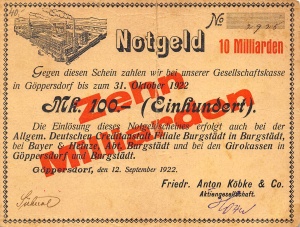 Notgeld
No
10 Milliarden
Gegen diesen Schein zahlen wir bei unserer Gesellschaftskasse
in Göppersdorf bis zum 31. Oktober 1922
Mk. 100.- (Einhundert).
Zehn
Milliarden
Die Einlösung dieses Notgeldscheines erfolgt auch bei der
Allgem. Deutschen Creditanstalt Filiale Burgstädt in Burgstädt,
bei Bayer & Heinze, Abt. Burgstädt und bei den Girokassen in
Göppersdorf und Burgstädt.
Göppersdorf, den 12. September 1922.
Friedr. Anton Köbke & Co.
Aktiengesellschaft.